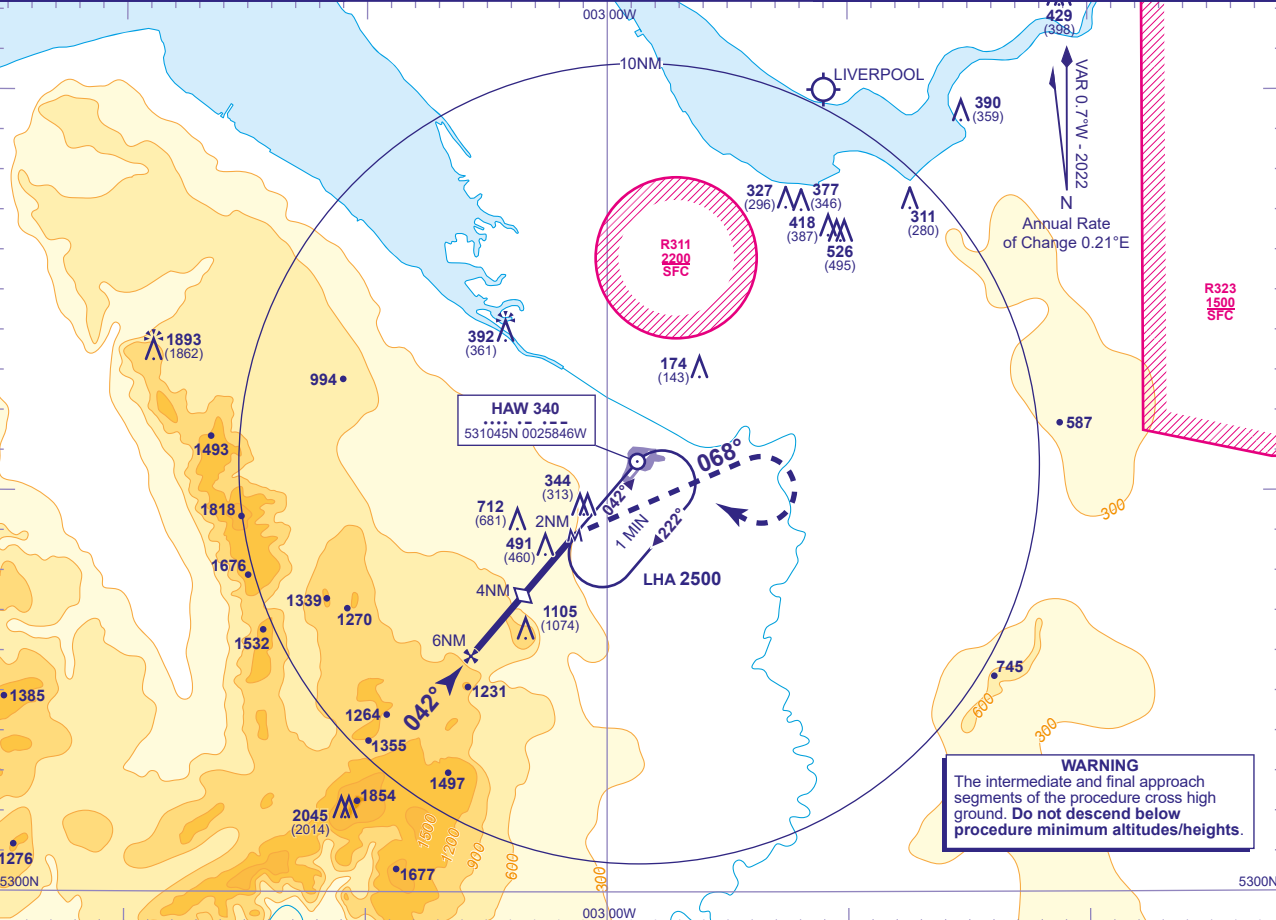 003 00'W
429
(398)
10NM
LIVERPOOL
390
(359)
VAR 0.7°W - 2022
N
Annual Rate
of Change 0.21°E
327
(296)
377
(346)
418
(387)
526
(495)
311
(280)
R311
2200
SFC
R323
1500
SFC
1893
(1862)
392
(361)
174
(143)
994
HAW 340
531045N 0025846W
587
1493
068°
344
(313)
042°
712
(681)
2NM
1818
300
491
(460)
1 MIN
222°
1676
LHA 2500
4NM
1339
1270
1105
(1074)
1532
6NM
745
1385
1231
042°
600
1264
300
1355
1497
1854
2045
(2014)
WARNING
The intermediate and final approach
segments of the procedure cross high
ground. Do not descend below
procedure minimum altitudes/heights.
1500
1200
900
600
300
1276
1677
5300N
5300N
003 00'W